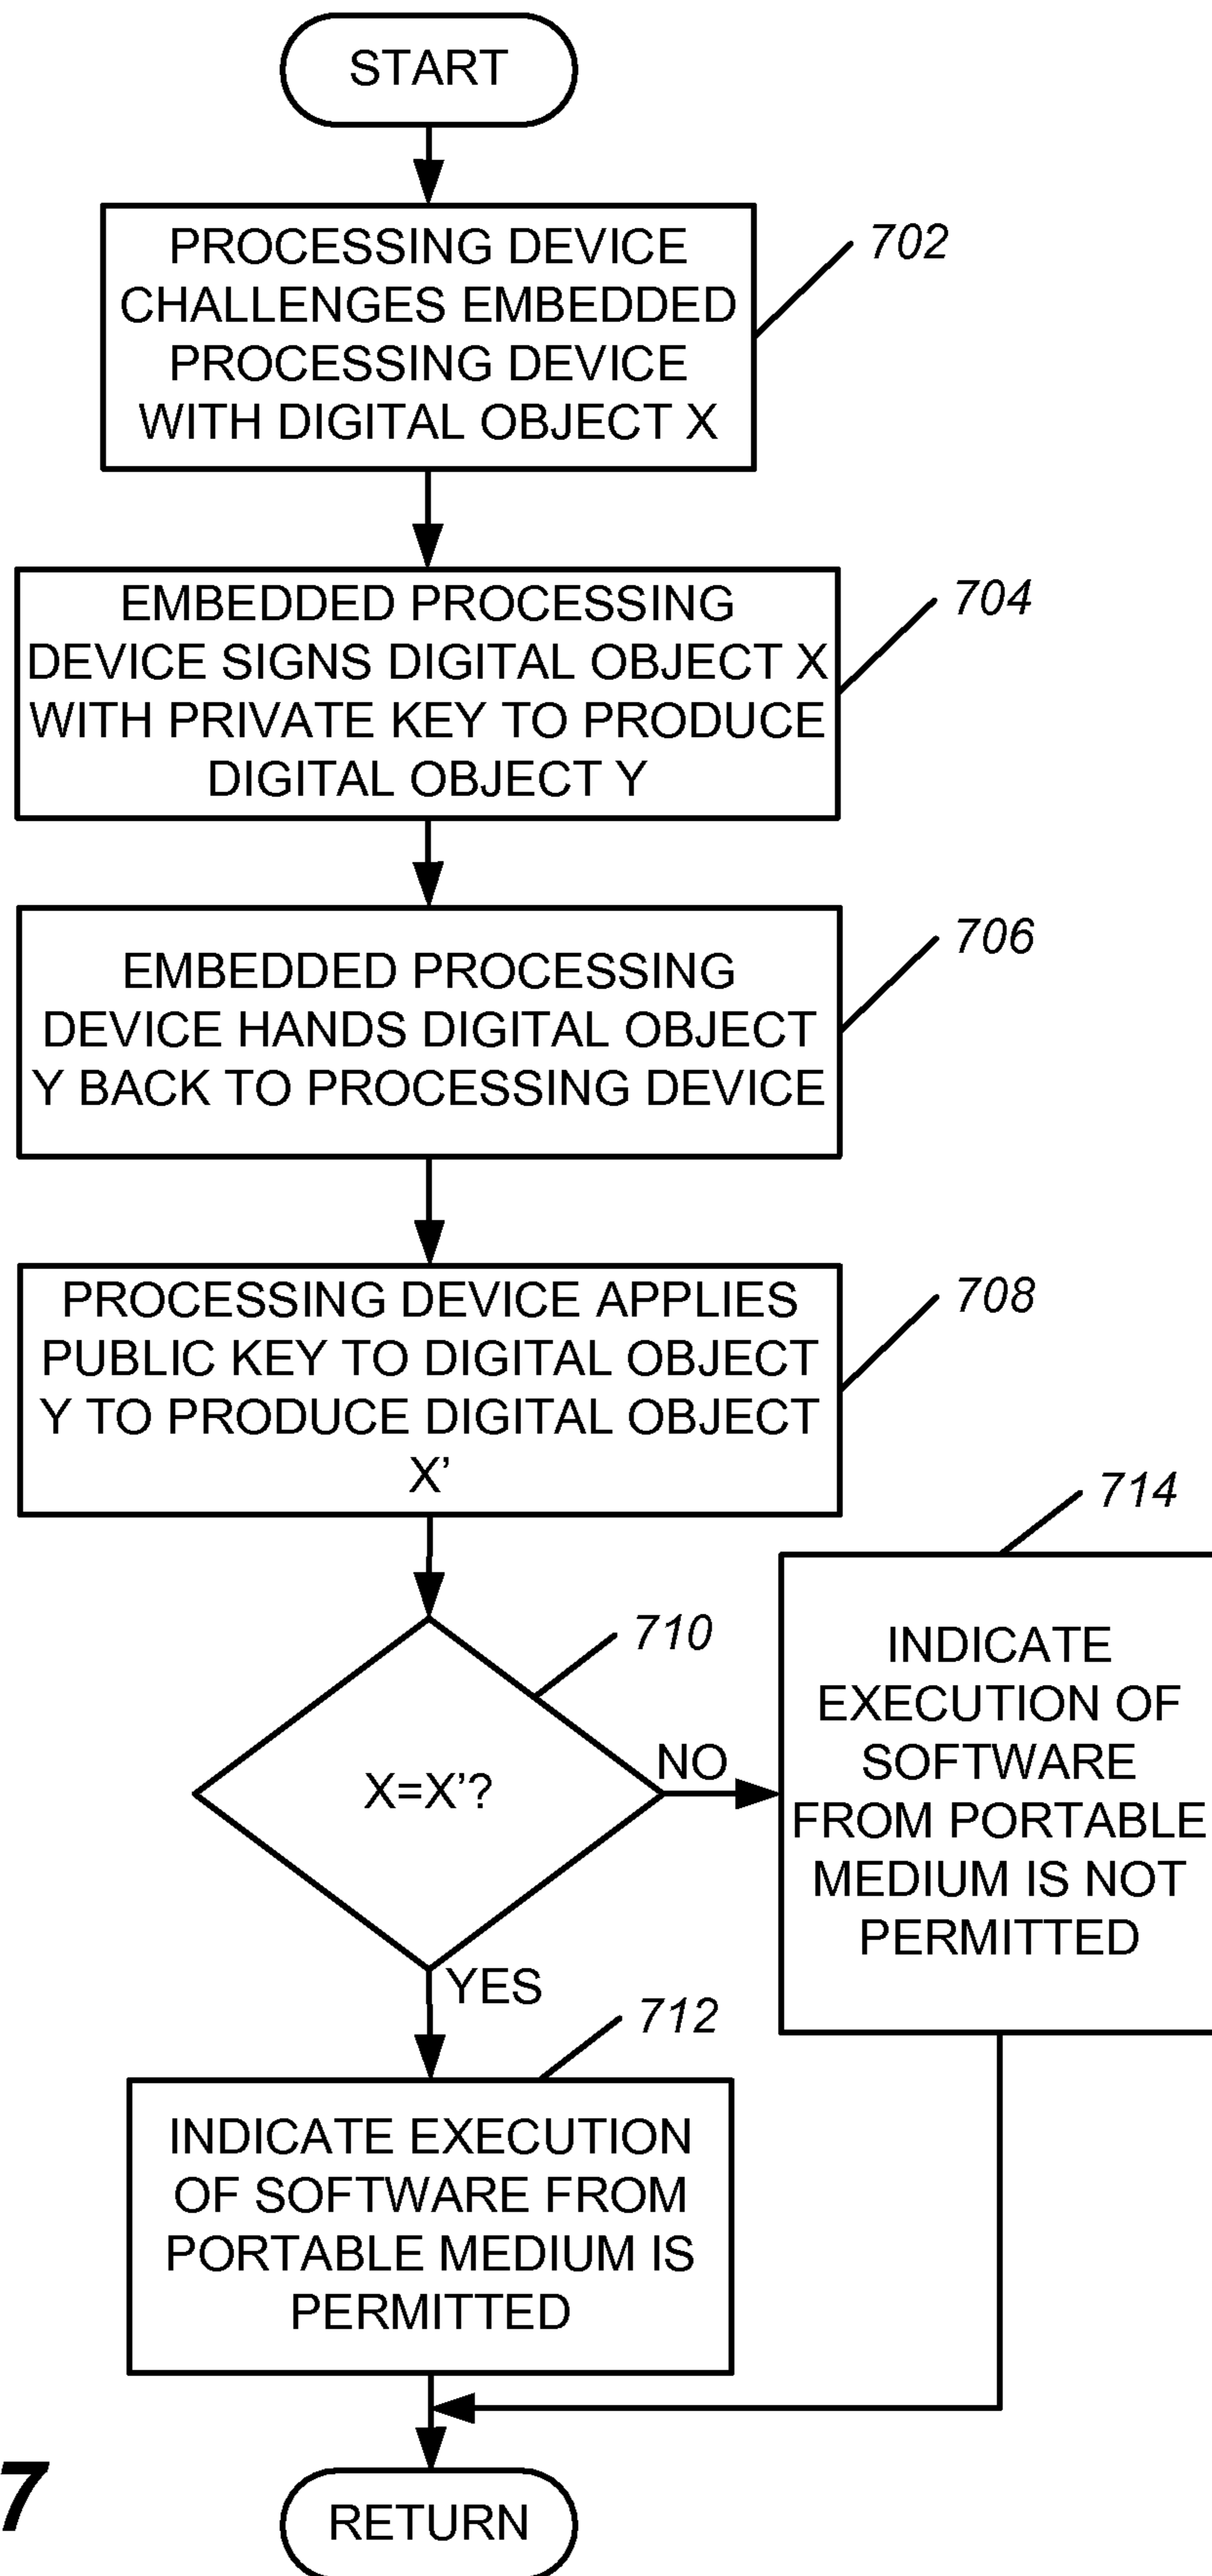 START
PROCESSING DEVICE
CHALLENGES EMBEDDED
PROCESSING DEVICE
WITH DIGITAL OBJECT X
702
EMBEDDED PROCESSING
DEVICE SIGNS DIGITAL OBJECT X
WITH PRIVATE KEY TO PRODUCE
DIGITAL OBJECT Y
704
EMBEDDED PROCESSING
DEVICE HANDS DIGITAL OBJECT
Y BACK TO PROCESSING DEVICE
706
PROCESSING DEVICE APPLIES
PUBLIC KEY TO DIGITAL OBJECT
Y TO PRODUCE DIGITAL OBJECT
X’
708
X=X’?
710
NO
714
INDICATE
EXECUTION OF
SOFTWARE
FROM PORTABLE
MEDIUM IS NOT
PERMITTED
YES
712
INDICATE EXECUTION
OF SOFTWARE FROM
PORTABLE MEDIUM IS
PERMITTED
RETURN
7